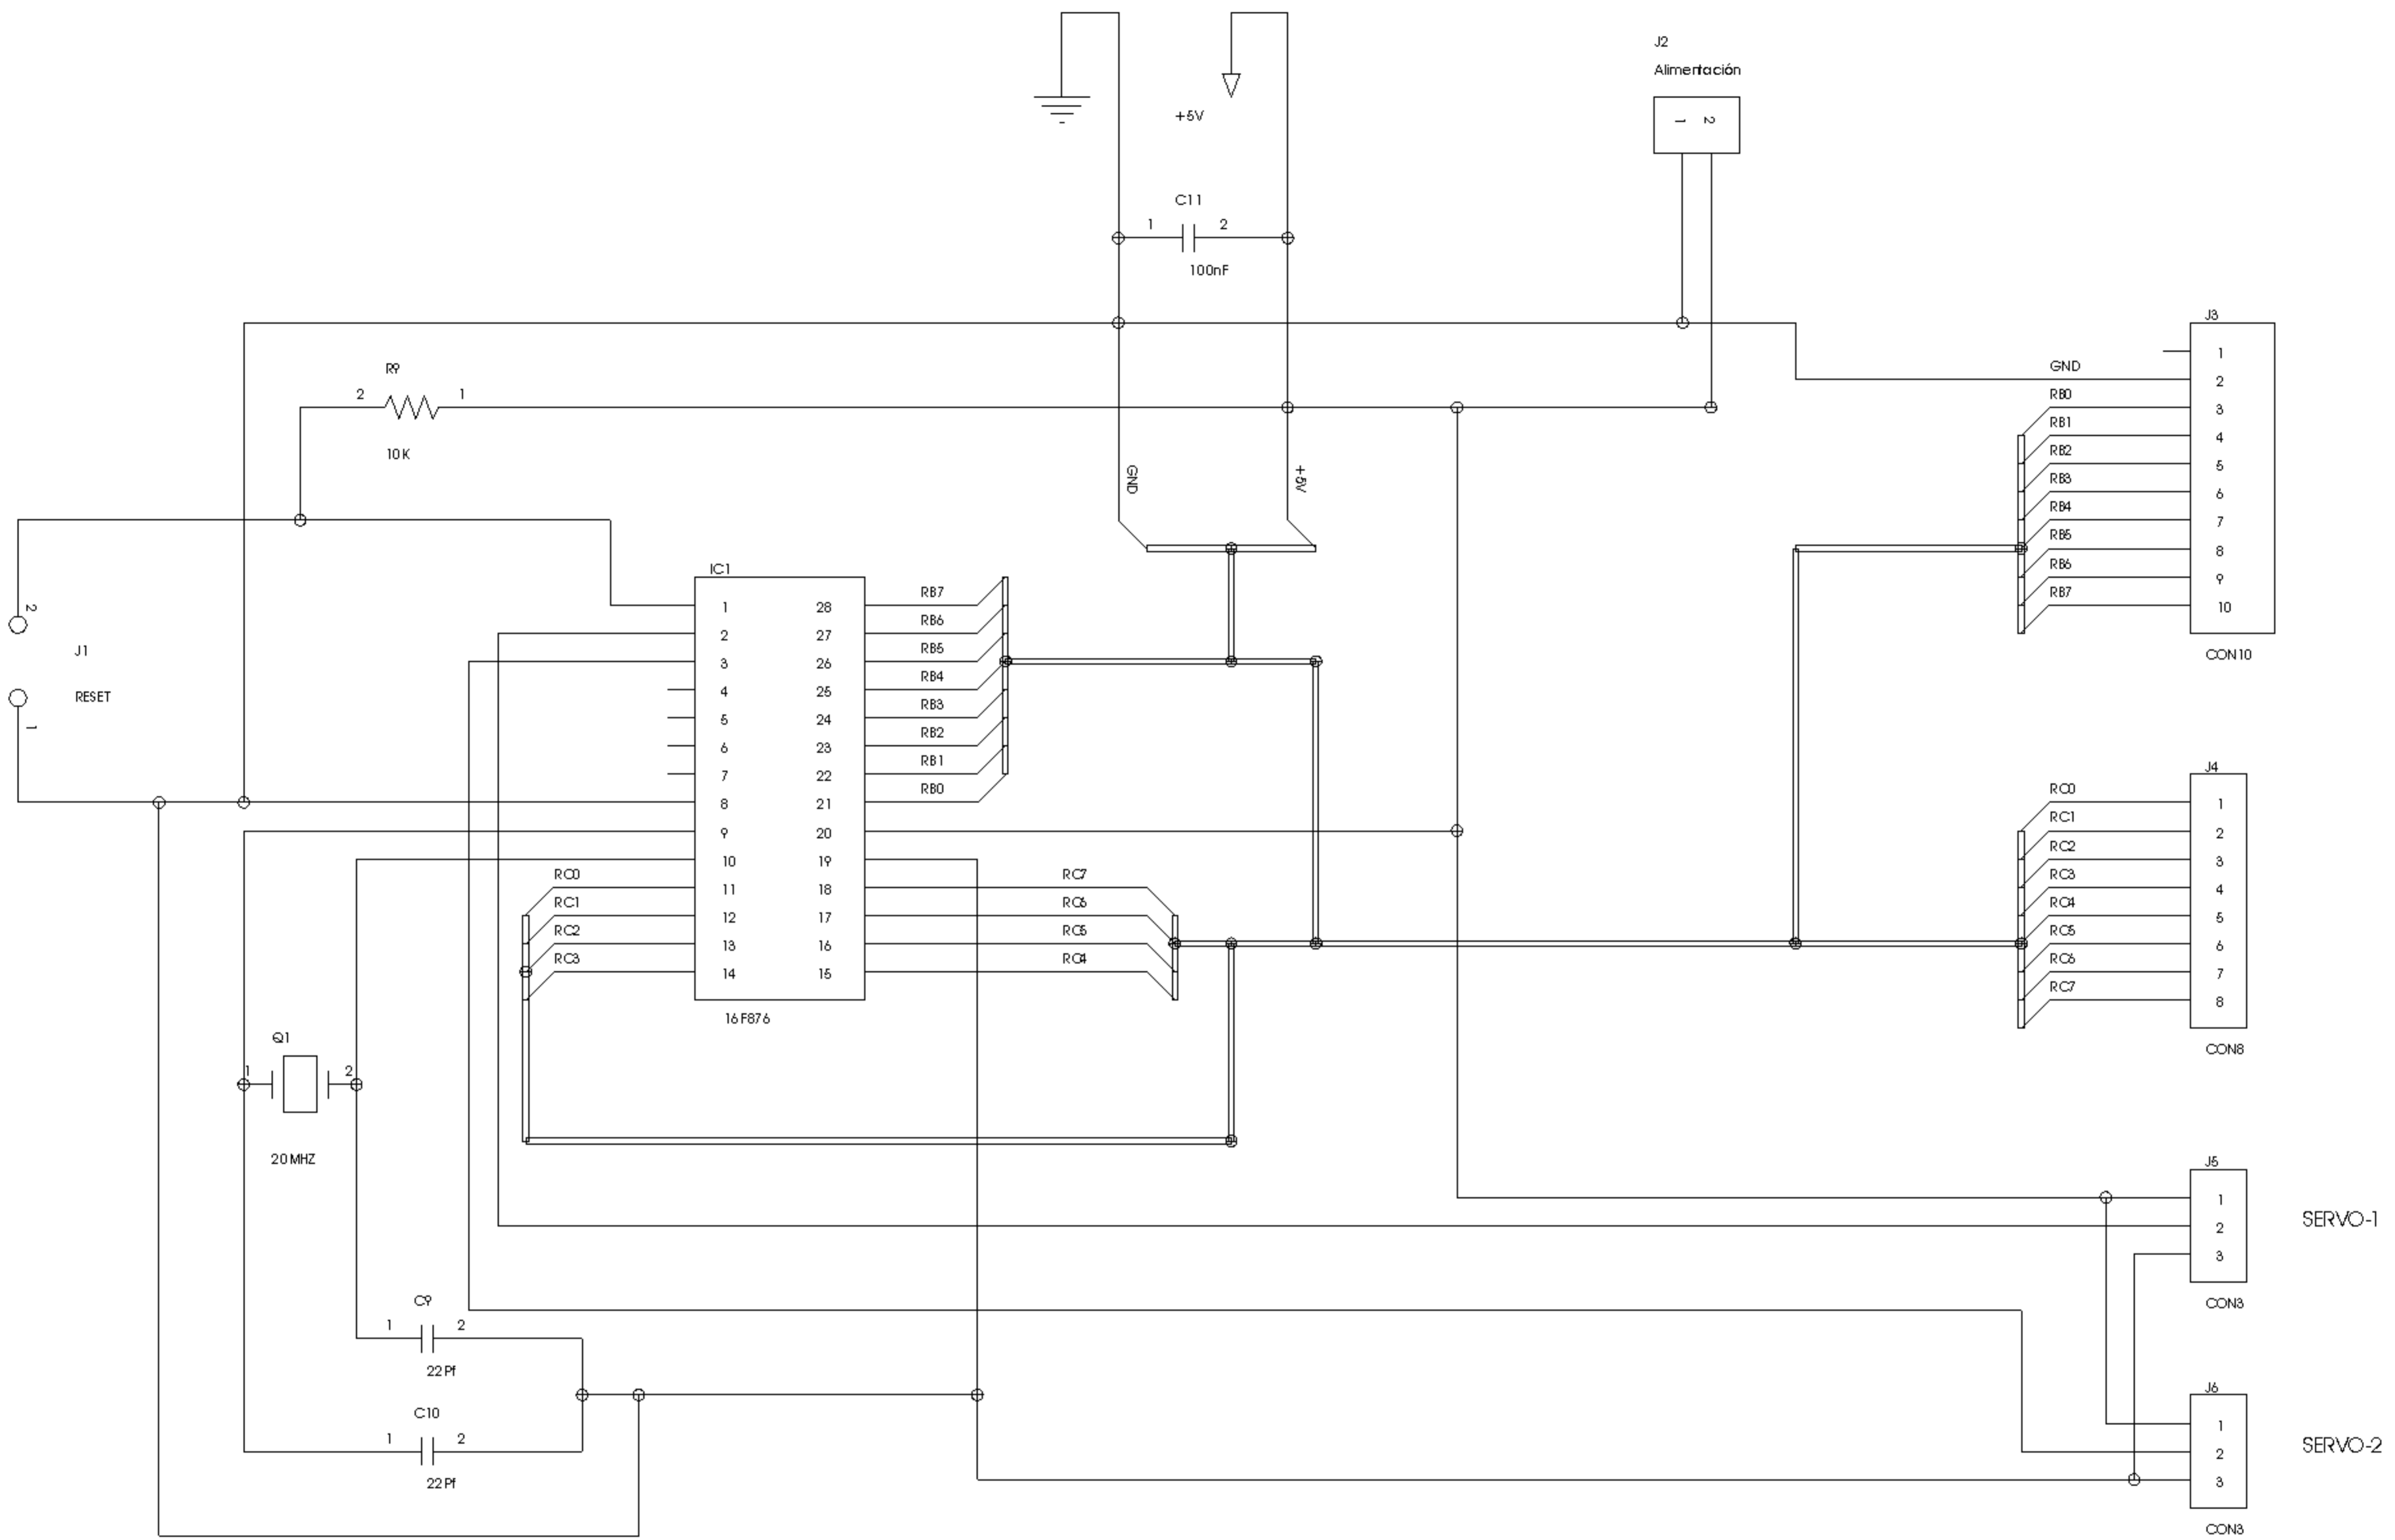 J2
Alimentación
1 2
+5V
C11
1 2
100nF
J3
1
GND 2
RB0 3
RB1 4
RB2 5
RB3 6
RB4 7
RB5 8
RB6 9
RB7 10
CON10
R9
2 1
10K
GND
+5V
2
J1
RESET
1
IC1
1 28 RB7
2 27 RB6
3 26 RB5
4 25 RB4
5 24 RB3
6 23 RB2
7 22 RB1
8 21 RB0
9 20
10 19
RC0 11 18 RC7
RC1 12 17 RC6
RC2 13 16 RC5
RC3 14 15 RC4
16F876
J4
RC0 1
RC1 2
RC2 3
RC3 4
RC4 5
RC5 6
RC6 7
RC7 8
CON8
Q1
1 2
20MHZ
J5
1
2
3
CON3
SERVO-1
C9
1 2
22Pf
C10
1 2
22Pf
J6
1
2
3
CON3
SERVO-2